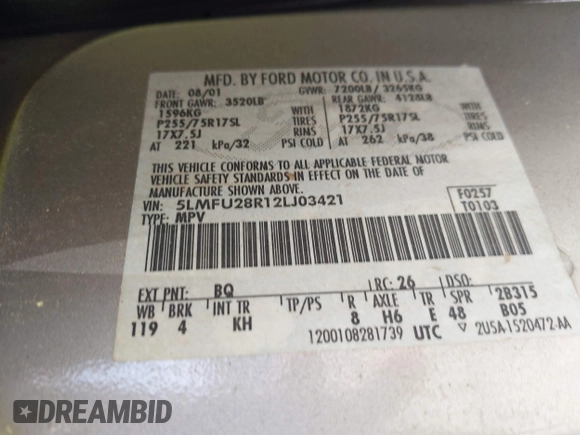 MFD. BY FORD MOTOR CO. IN U.S.A.
DATE: 08/01 GVWR: 7200LB / 3265KG
FRONT GAWR: 3520LB REAR GAWR: 4128LB
1596KG WITH 1872KG WITH
P255/75R17SL TIRES P255/75R17SL TIRES
17X7.5J RIMS 17X7.5J RIMS
AT 221 kPa/32 PSI COLD AT 262 kPa/38 PSI COLD
THIS VEHICLE CONFORMS TO ALL APPLICABLE FEDERAL MOTOR
VEHICLE SAFETY STANDARDS IN EFFECT ON THE DATE OF
MANUFACTURE SHOWN ABOVE.
VIN: 5LMFU28R12LJ03421 F0257
TYPE: MPV T0103
EXT PNT: BQ RC: 26 DSO:
WB BRK INT TR TP/PS R AXLE TR SPR 2B315
119 4 KH 8 H6 E 48 B05
1200108281739 UTC 2U5A-1520472-AA
DREAMBID